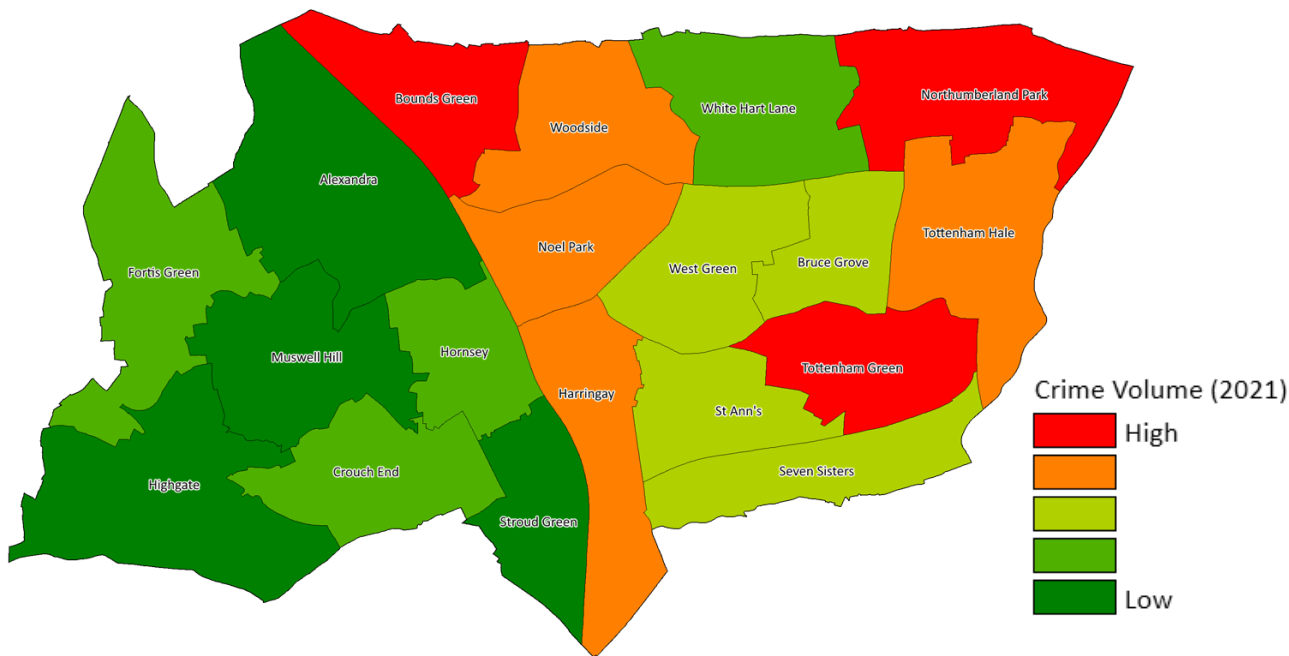 Bounds Green
Northumberland Park
White Hart Lane
Woodside
Alexandra
Tottenham Hale
Noel Park
Bruce Grove
West Green
Fortis Green
Hornsey
Muswell Hill
Tottenham Green
Harringay
Crime Volume (2021)
St Ann's
High
Seven Sisters
Crouch End
Highgate
Stroud Green
Low